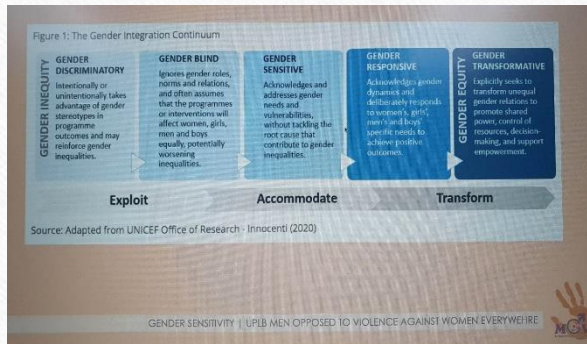 Figure 1: The Gender Integration Continuum
GENDER INEQUITY
GENDER
DISCRIMINATORY
Intentionally or
unintentionally takes
advantage of gender
stereotypes in
programme
outcomes and may
reinforce gender
inequalities.
GENDER BLIND
Ignores gender roles,
norms and relations,
and often assumes
that the programmes
or interventions will
affect women, girls,
men and boys
equally, potentially
worsening
inequalities.
GENDER
SENSITIVE
Acknowledges and
addresses gender
needs and
vulnerabilities,
without tackling the
root cause that
contribute to gender
inequalities.
GENDER
RESPONSIVE
Acknowledges gender
dynamics and
deliberately responds
to women's, girls',
men's and boys'
specific needs to
achieve positive
outcomes.
GENDER EQUITY
GENDER
TRANSFORMATIVE
Explicitly seeks to
transform unequal
gender relations to
promote shared
power, control of
resources, decision-
making, and support
empowerment.
Exploit
Accommodate
Transform
Source: Adapted from UNICEF Office of Research - Innocenti (2020)
GENDER SENSITIVITY | UPLB MEN OPPOSED TO VIOLENCE AGAINST WOMEN EVERYWEHRE